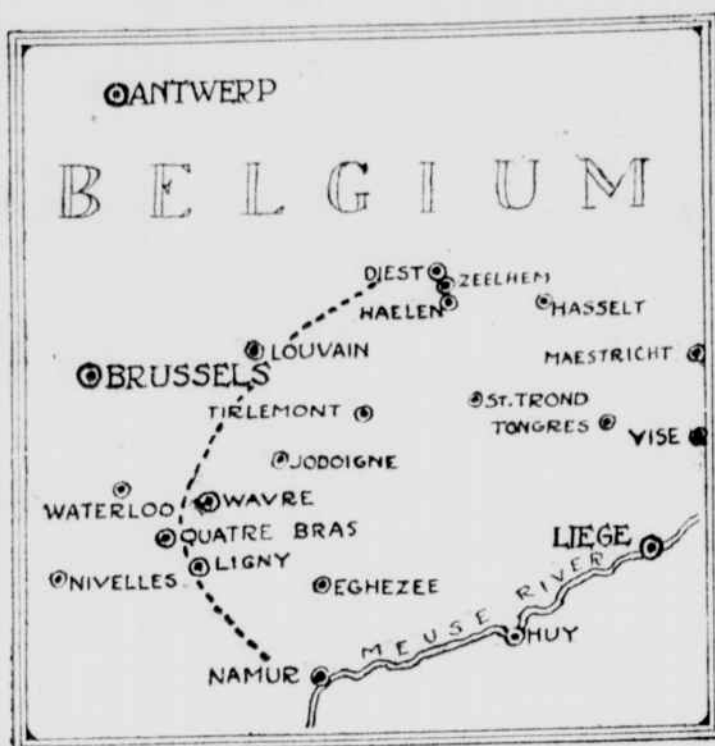 ANTWERP
BELGIUM
DIEST
ZEELHEM
HAELEN
HASSELT
LOUVAIN
MAESTRICHT
BRUSSELS
ST. TROND
TIRLEMONT
TONGRES
VISE
JODOIGNE
WATERLOO
WAVRE
QUATRE BRAS
LIEGE
LIGNY
NIVELLES
EGHEZEE
MEUSE RIVER
HUY
NAMUR